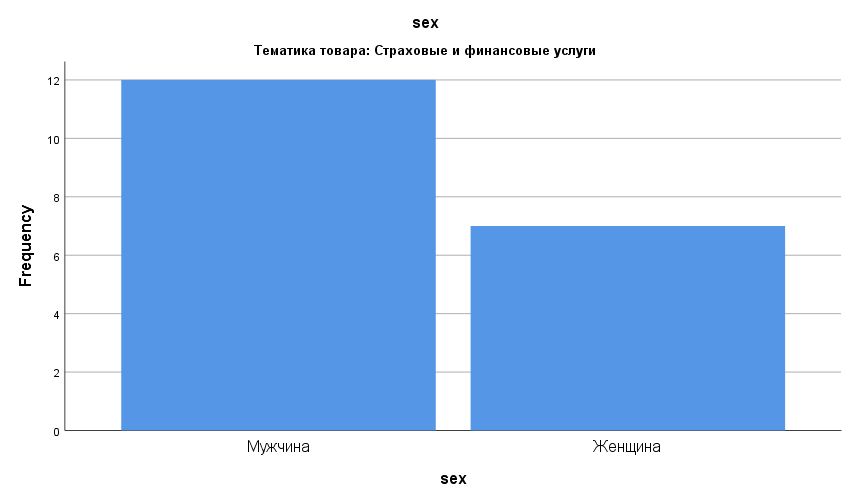 sex
Тематика товара: Страховые и финансовые услуги
12
10
8
6
4
2
0
Frequency
Мужчина
Женщина
sex